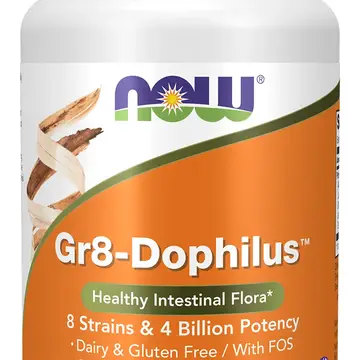 now®
Gr8-Dophilus™
Healthy Intestinal Flora*
8 Strains & 4 Billion Potency
• Dairy & Gluten Free / With FOS